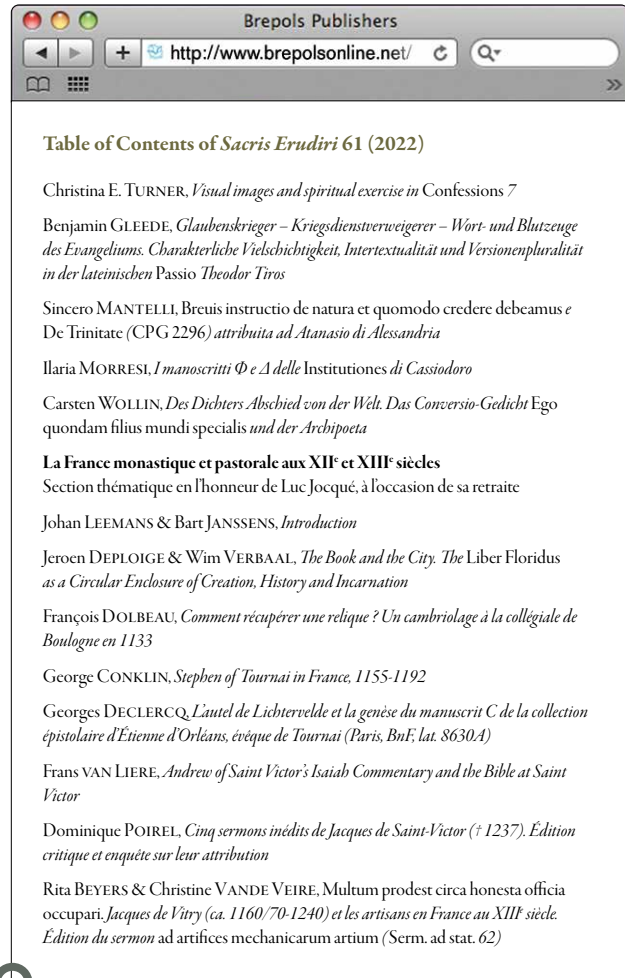 Brepols Publishers
http://www.brepolsonline.net/
Table of Contents of Sacris Erudiri 61 (2022)
Christina E. TURNER, Visual images and spiritual exercise in Confessions 7
Benjamin GLEEDE, Glaubenskrieger – Kriegsdienstverweigerer – Wort- und Blutzeuge
des Evangeliums. Charakterliche Vielschichtigkeit, Intertextualität und Versionenpluralität
in der lateinischen Passio Theodor Tiros
Sincero MANTELLI, Breuis instructio de natura et quomodo credere debeamus e
De Trinitate (CPG 2296) attribuita ad Atanasio di Alessandria
Ilaria MORRESI, I manoscritti Φ e Δ delle Institutiones di Cassiodoro
Carsten WOLLIN, Des Dichters Abschied von der Welt. Das Conversio-Gedicht Ego
quondam filius mundi specialis und der Archipoeta
La France monastique et pastorale aux XIIe et XIIIe siècles
Section thématique en l'honneur de Luc Jocqué, à l'occasion de sa retraite
Johan LEEMANS & Bart JANSSENS, Introduction
Jeroen DEPLOIGE & Wim VERBAAL, The Book and the City. The Liber Floridus
as a Circular Enclosure of Creation, History and Incarnation
François DOLBEAU, Comment récupérer une relique ? Un cambriolage à la collégiale de
Boulogne en 1133
George CONKLIN, Stephen of Tournai in France, 1155-1192
Georges DECLERCQ, L'autel de Lichtervelde et la genèse du manuscrit C de la collection
épistolaire d'Étienne d'Orléans, évéque de Tournai (Paris, BnF, lat. 8630A)
Frans VAN LIERE, Andrew of Saint Victor's Isaiah Commentary and the Bible at Saint
Victor
Dominique POIREL, Cinq sermons inédits de Jacques de Saint-Victor († 1237). Édition
critique et enquête sur leur attribution
Rita BEYERS & Christine VANDE VEIRE, Multum prodest circa honesta officia
occupari. Jacques de Vitry (ca. 1160/70-1240) et les artisans en France au XIIIe siècle.
Édition du sermon ad artifices mechanicarum artium (Serm. ad stat. 62)